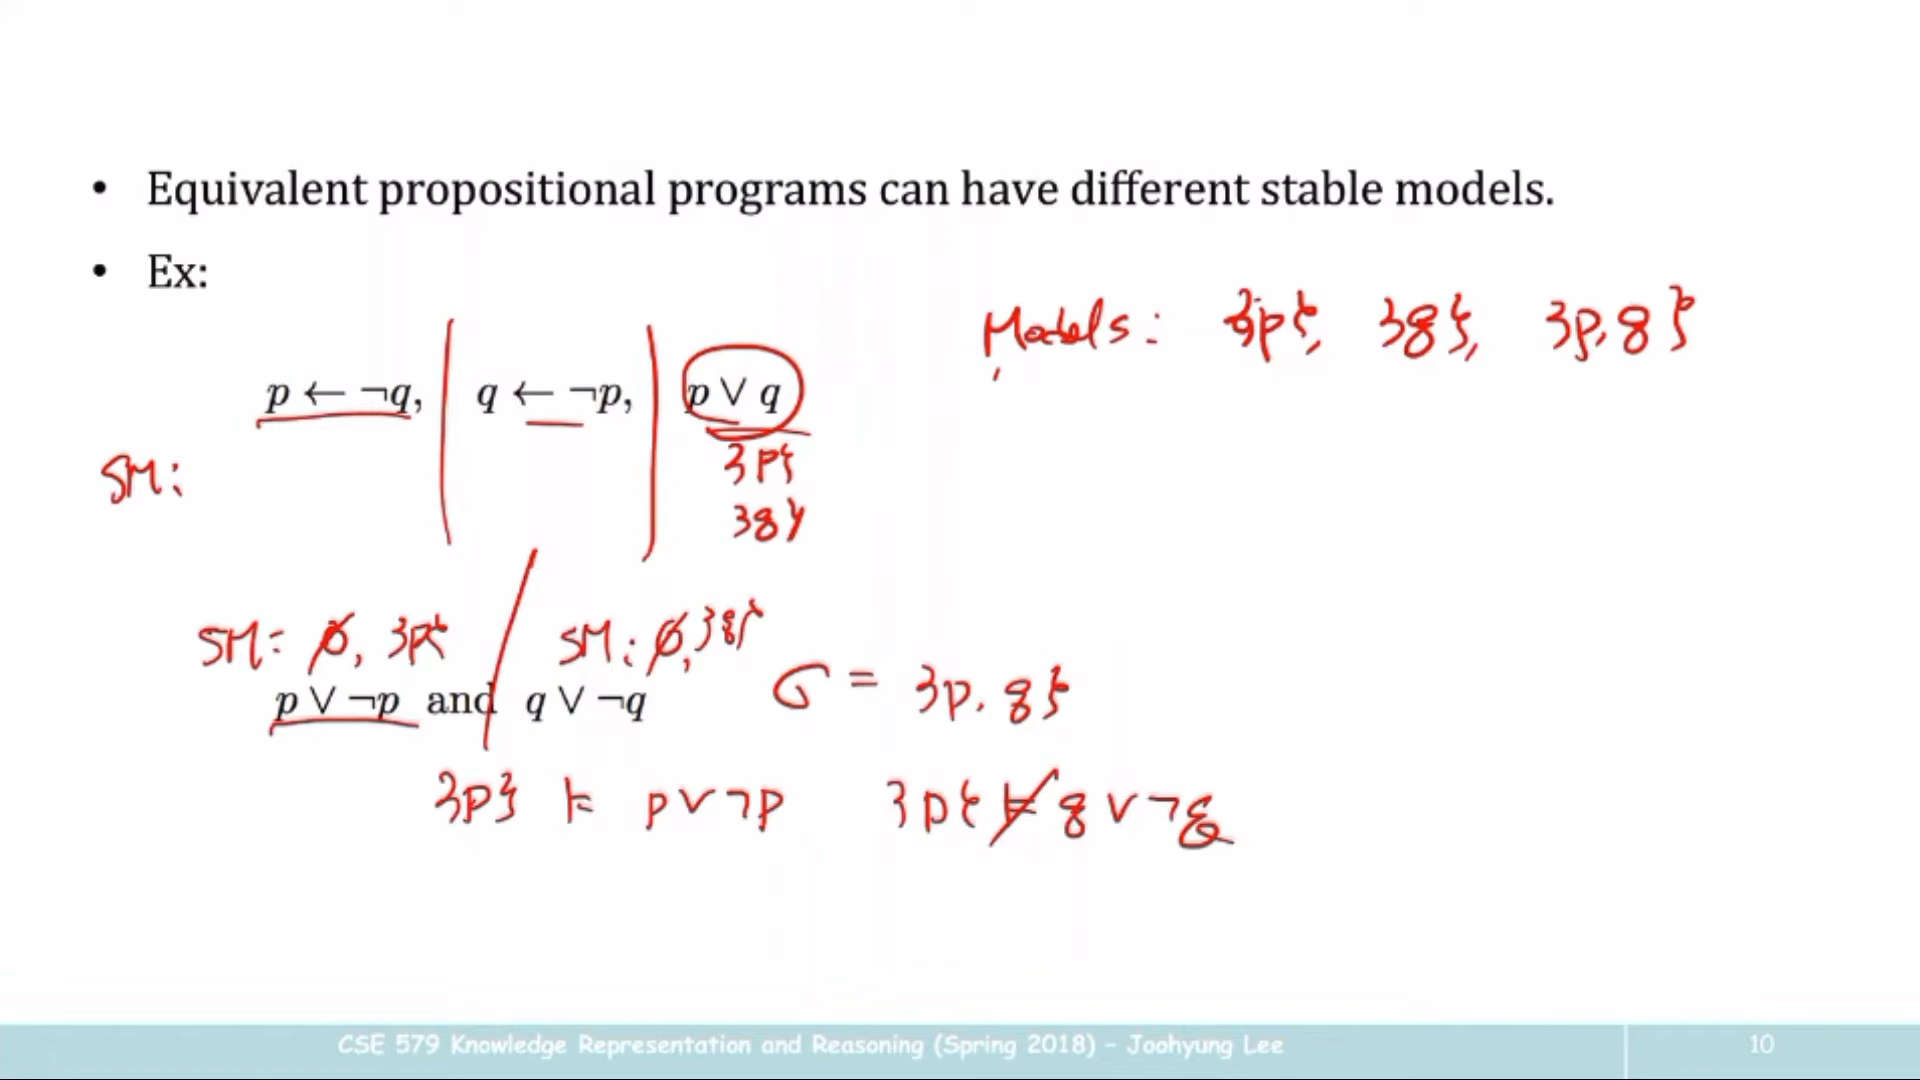 • Equivalent propositional programs can have different stable models.
• Ex:
Models: {p}, {q}, {p, q}
p ← ¬q, q ← ¬p, p ∨ q
SM: {p}
{q}
SM: ∅, {p} SM: ∅, {q}
p ∨ ¬p and q ∨ ¬q σ = {p, q}
{p} ⊨ p ∨ ¬p {p} ⊭ q ∨ ¬q
CSE 579 Knowledge Representation and Reasoning (Spring 2018) - Joohyung Lee 10